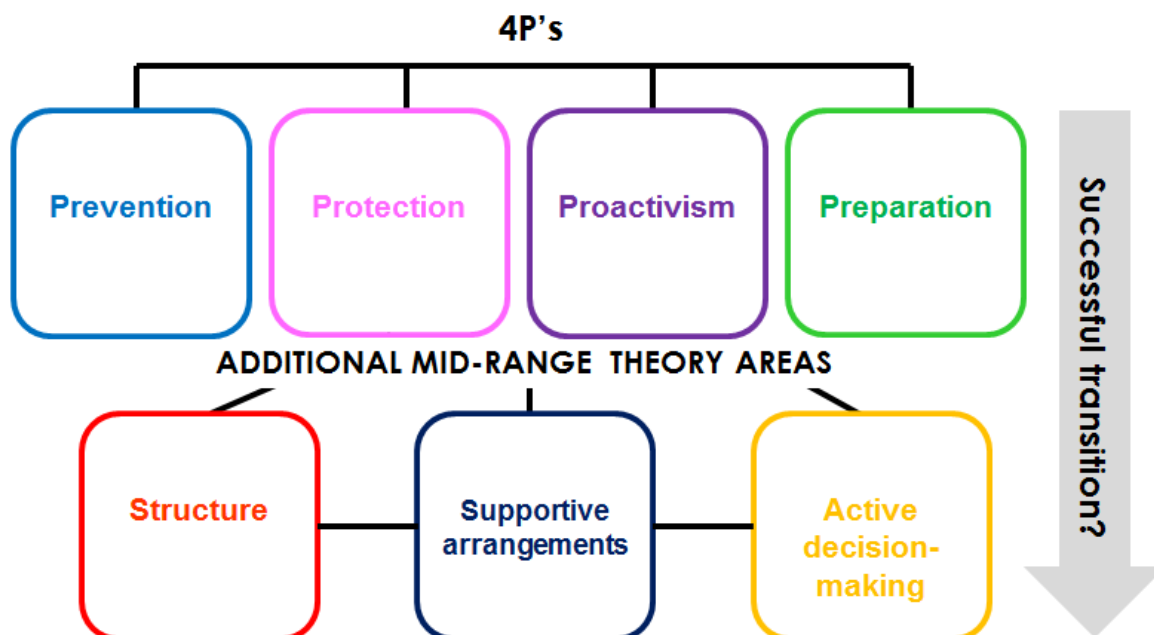 4P’s
Prevention
Protection
Proactivism
Preparation
ADDITIONAL MID-RANGE THEORY AREAS
Structure
Supportive
arrangements
Active
decision-
making
Successful transition?